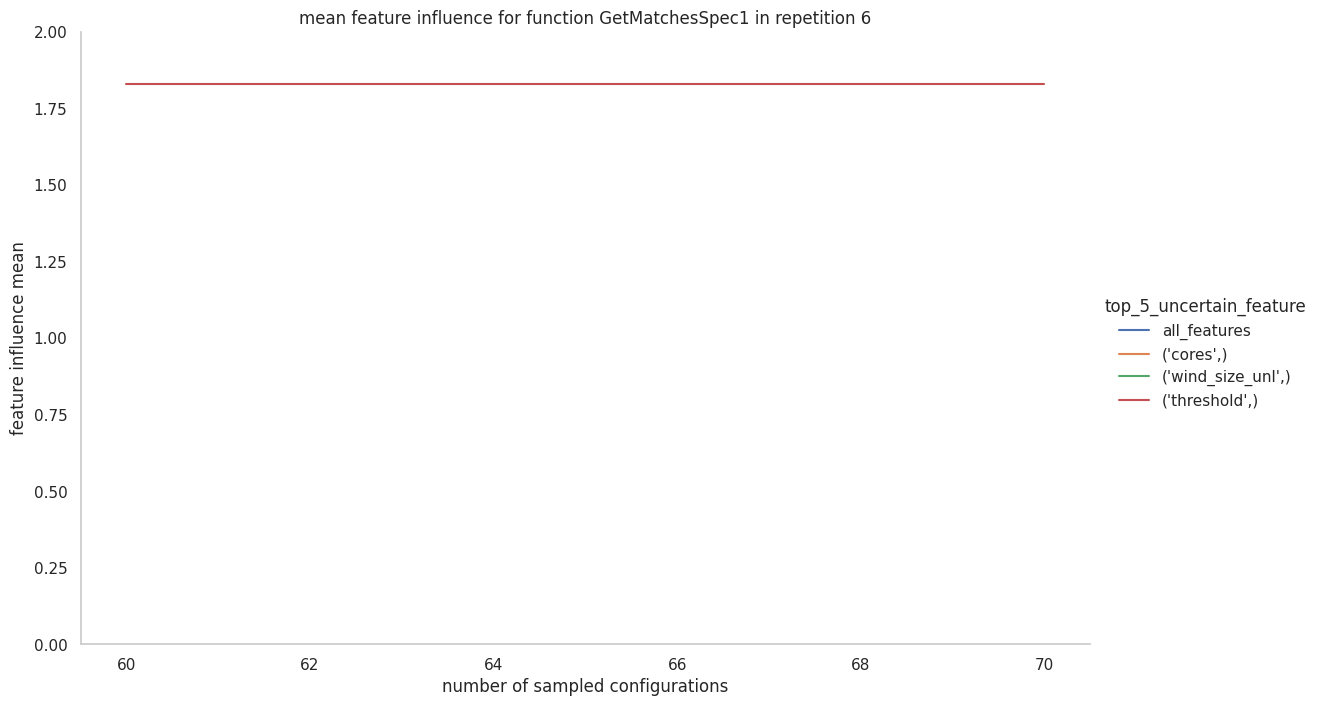 mean feature influence for function GetMatchesSpec1 in repetition 6
2.00
1.75
1.50
1.25
1.00
0.75
0.50
0.25
0.00
feature influence mean
60 62 64 66 68 70
number of sampled configurations
top_5_uncertain_feature
all_features
('cores',)
('wind_size_unl',)
('threshold',)